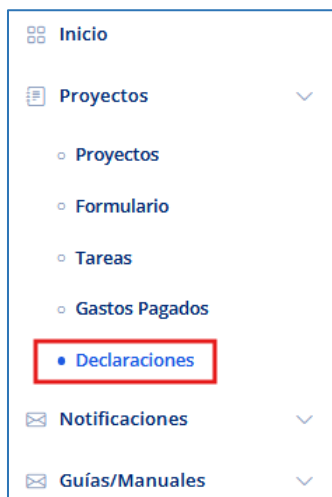 Inicio
Proyectos
Proyectos
Formulario
Tareas
Gastos Pagados
Declaraciones
Notificaciones
Guías/Manuales